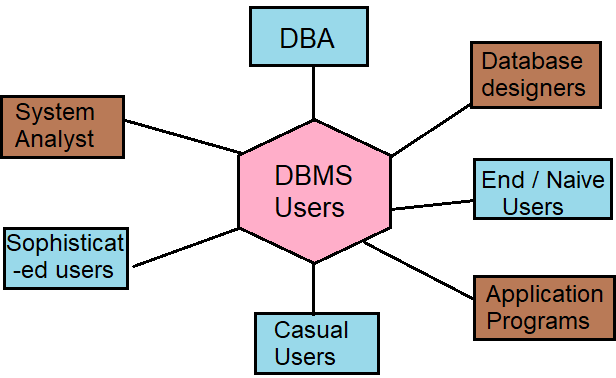 DBA
Database
designers
System
Analyst
DBMS
Users
End / Naive
Users
Sophisticat
-ed users
Application
Programs
Casual
Users